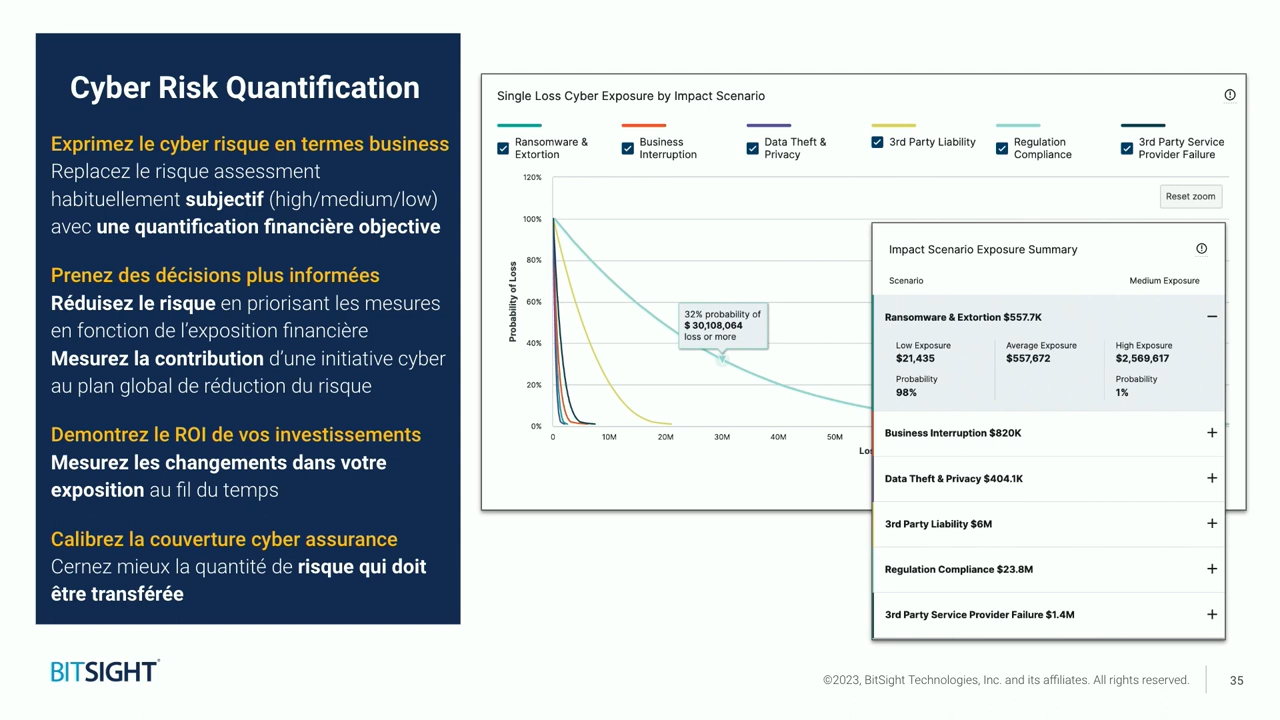 Cyber Risk Quantification
Exprimez le cyber risque en termes business
Replacez le risque assessment
habituellement subjectif (high/medium/low)
avec une quantification financière objective
Prenez des décisions plus informées
Réduisez le risque en priorisant les mesures
en fonction de l'exposition financière
Mesurez la contribution d'une initiative cyber
au plan global de réduction du risque
Demontrez le ROI de vos investissements
Mesurez les changements dans votre
exposition au fil du temps
Calibrez la couverture cyber assurance
Cernez mieux la quantité de risque qui doit
être transférée
Single Loss Cyber Exposure by Impact Scenario
Ransomware &
Extortion
Business
Interruption
Data Theft &
Privacy
3rd Party Liability
Regulation
Compliance
3rd Party Service
Provider Failure
120%
100%
80%
60%
40%
20%
0%
Probability of Loss
Reset zoom
32% probability of
$ 30,108,064
loss or more
0
10M
20M
30M
40M
50M
Los
Impact Scenario Exposure Summary
Scenario
Medium Exposure
Ransomware & Extortion $557.7K
Low Exposure
$21,435
Probability
98%
Average Exposure
$557,672
High Exposure
$2,569,617
Probability
1%
Business Interruption $820K
Data Theft & Privacy $404.1K
3rd Party Liability $6M
Regulation Compliance $23.8M
3rd Party Service Provider Failure $1.4M
BITSIGHT
©2023, BitSight Technologies, Inc. and its affiliates. All rights reserved.
35